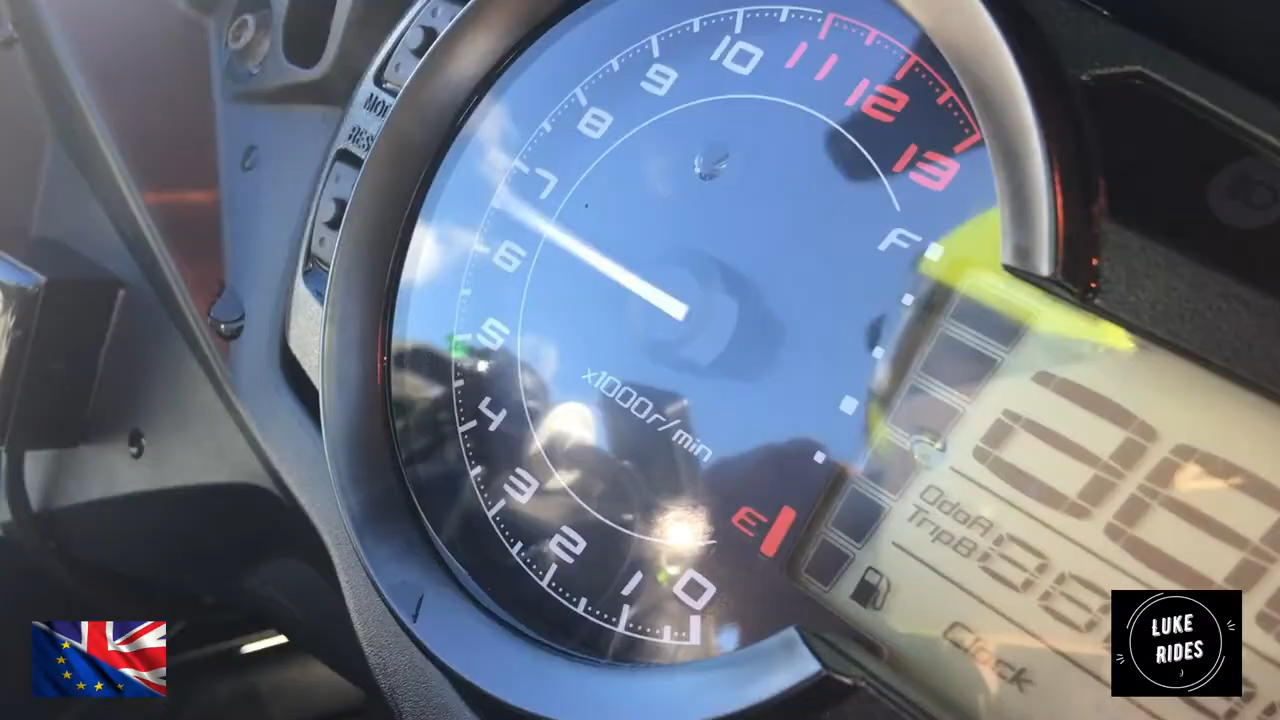 MOD
RES
13
12
11
10
9
8
7
6
5
4
3
2
1
0
x1000r/min
F
E
OdoA
TripB
Clock
LUKE
RIDES